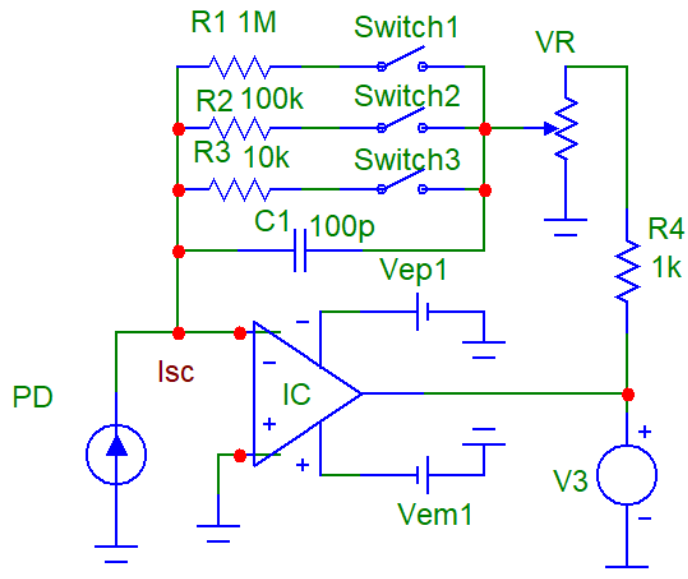 R1 1M
Switch1
VR
R2 100k
Switch2
R3 10k
Switch3
C1 100p
R4
1k
Vep1
Isc
IC
PD
V3
Vem1